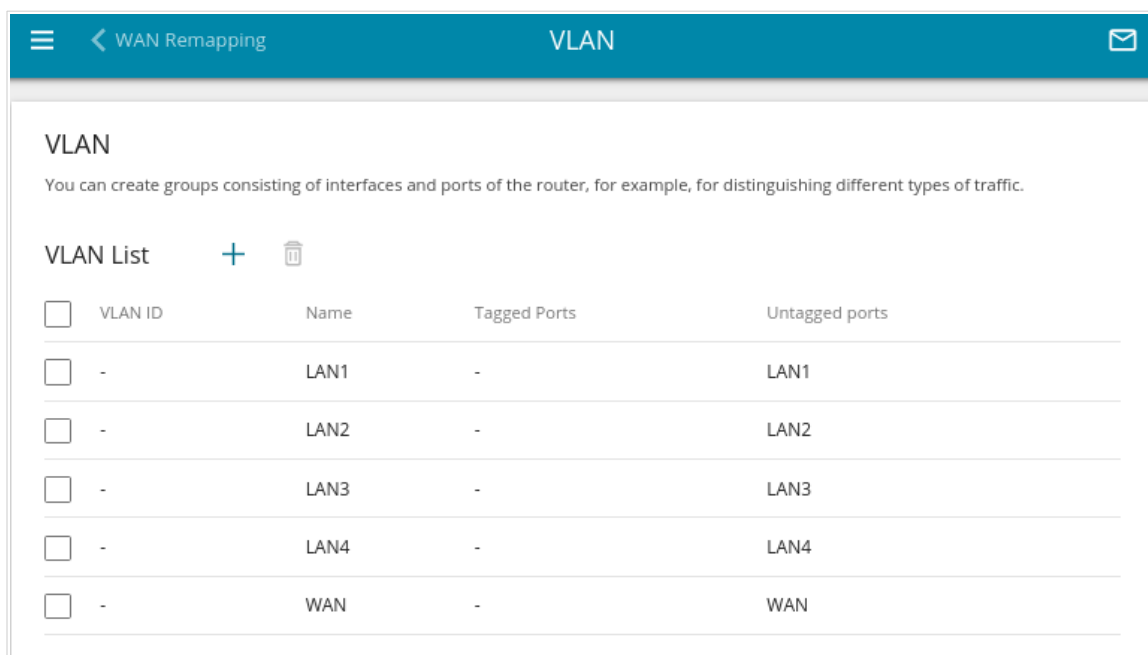 WAN Remapping VLAN
VLAN
You can create groups consisting of interfaces and ports of the router, for example, for distinguishing different types of traffic.
VLAN List
VLAN ID Name Tagged Ports Untagged ports
- LAN1 - LAN1
- LAN2 - LAN2
- LAN3 - LAN3
- LAN4 - LAN4
- WAN - WAN